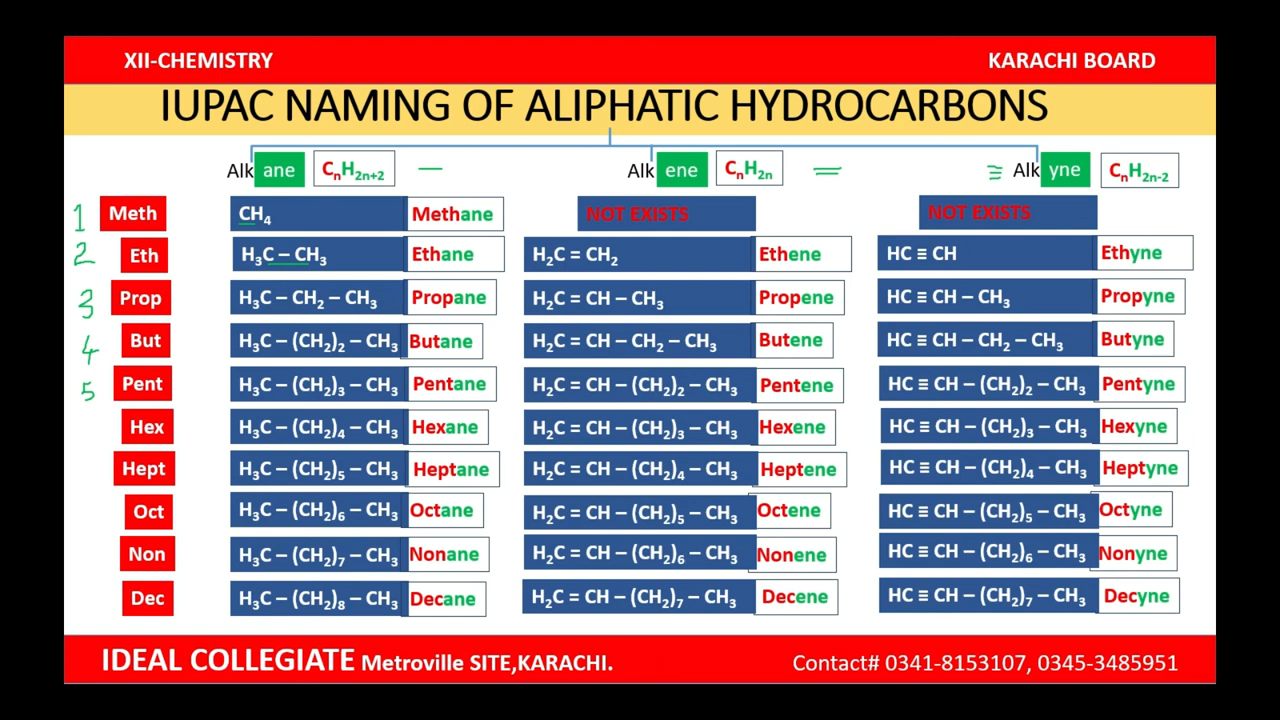 XII-CHEMISTRY KARACHI BOARD
IUPAC NAMING OF ALIPHATIC HYDROCARBONS
Alk ane CₙH₂ₙ₊₂ — Alk ene CₙH₂ₙ = ≡ Alk yne CₙH₂ₙ₋₂
1 Meth CH₄ Methane NOT EXISTS NOT EXISTS
2 Eth H₃C – CH₃ Ethane H₂C = CH₂ Ethene HC ≡ CH Ethyne
3 Prop H₃C – CH₂ – CH₃ Propane H₂C = CH – CH₃ Propene HC ≡ CH – CH₃ Propyne
4 But H₃C – (CH₂)₂ – CH₃ Butane H₂C = CH – CH₂ – CH₃ Butene HC ≡ CH – CH₂ – CH₃ Butyne
5 Pent H₃C – (CH₂)₃ – CH₃ Pentane H₂C = CH – (CH₂)₂ – CH₃ Pentene HC ≡ CH – (CH₂)₂ – CH₃ Pentyne
Hex H₃C – (CH₂)₄ – CH₃ Hexane H₂C = CH – (CH₂)₃ – CH₃ Hexene HC ≡ CH – (CH₂)₃ – CH₃ Hexyne
Hept H₃C – (CH₂)₅ – CH₃ Heptane H₂C = CH – (CH₂)₄ – CH₃ Heptene HC ≡ CH – (CH₂)₄ – CH₃ Heptyne
Oct H₃C – (CH₂)₆ – CH₃ Octane H₂C = CH – (CH₂)₅ – CH₃ Octene HC ≡ CH – (CH₂)₅ – CH₃ Octyne
Non H₃C – (CH₂)₇ – CH₃ Nonane H₂C = CH – (CH₂)₆ – CH₃ Nonene HC ≡ CH – (CH₂)₆ – CH₃ Nonyne
Dec H₃C – (CH₂)₈ – CH₃ Decane H₂C = CH – (CH₂)₇ – CH₃ Decene HC ≡ CH – (CH₂)₇ – CH₃ Decyne
IDEAL COLLEGIATE Metroville SITE,KARACHI. Contact# 0341-8153107, 0345-3485951